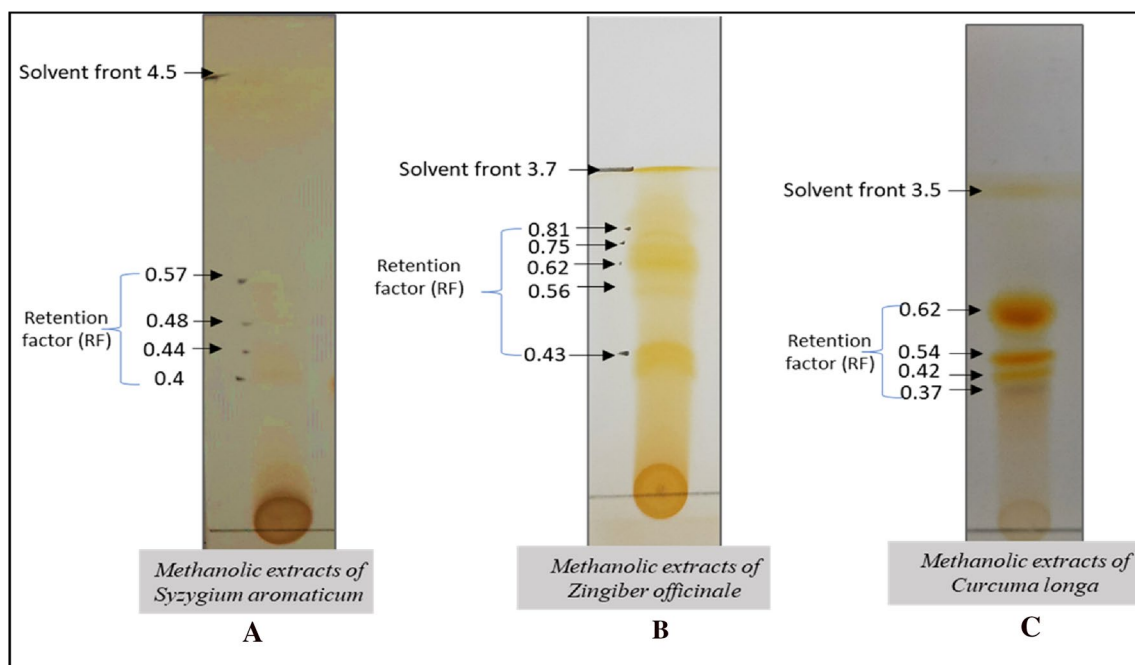 Solvent front 4.5
0.57
0.48
0.44
0.4
Retention
factor (RF)
Methanolic extracts of
Syzygium aromaticum
A
Solvent front 3.7
0.81
0.75
0.62
0.56
0.43
Retention
factor (RF)
Methanolic extracts of
Zingiber officinale
B
Solvent front 3.5
0.62
0.54
0.42
0.37
Retention
factor (RF)
Methanolic extracts of
Curcuma longa
C